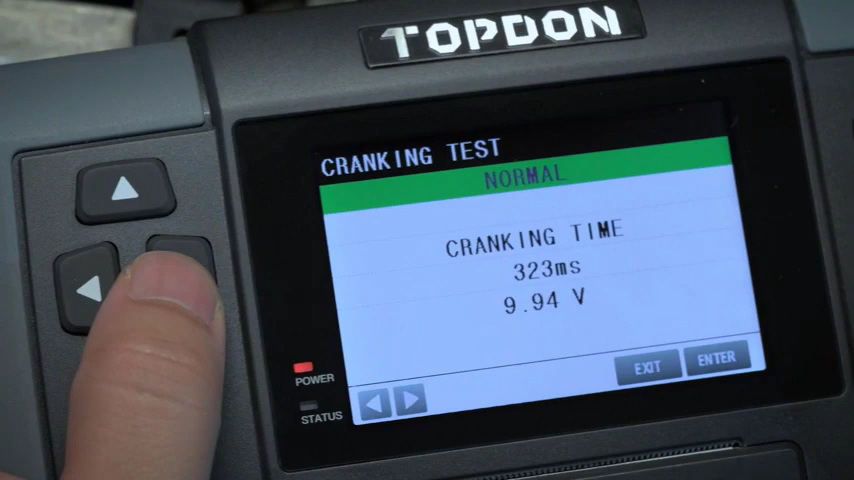 TOPDON
CRANKING TEST
NORMAL
CRANKING TIME
323ms
9.94 V
EXIT
ENTER
POWER
STATUS